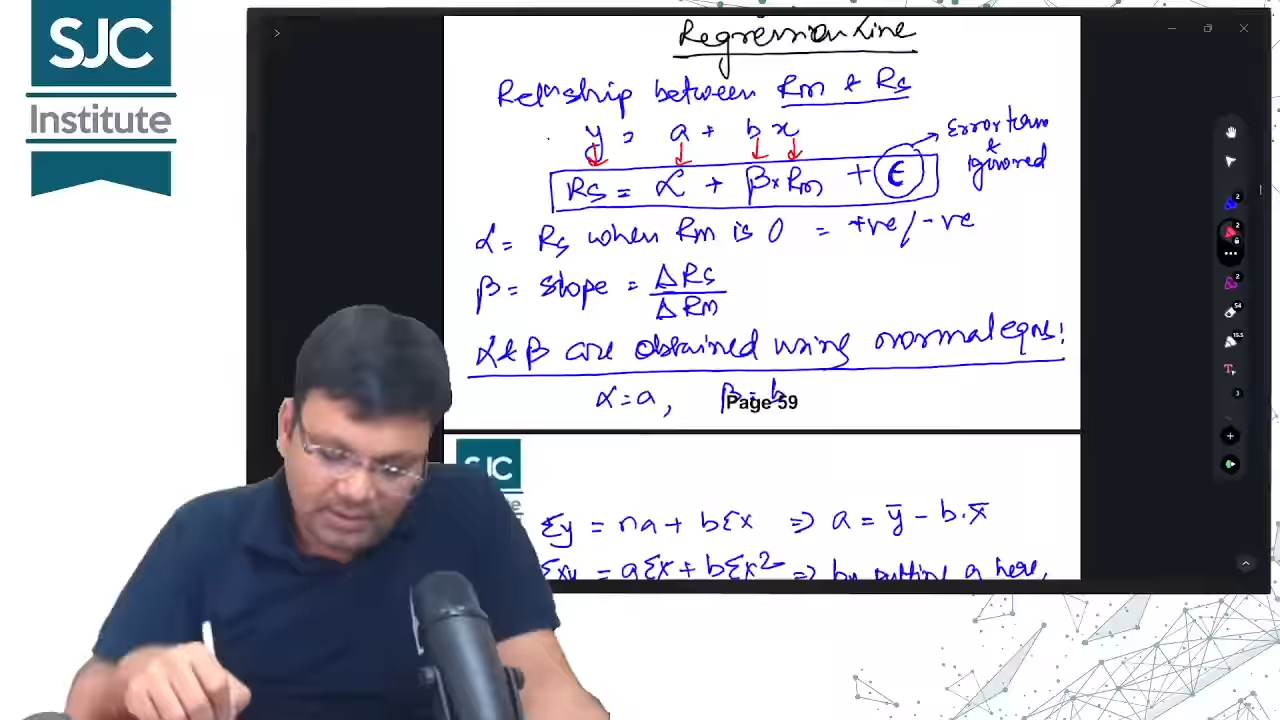 SJC
Institute
Regression Line
Relnship between Rm & Rs
y = a + b x
Error term & ignored
Rs = α + β × Rm + ϵ
α = Rs when Rm is 0 = +ve/-ve
β = slope = ΔRs / ΔRm
α & β are obtained using normal eqns:
α = a, β = b
Page 59
SJC
Σy = na + bΣx ⇒ a = ȳ - b.x̄
Σxy = aΣx + bΣx² ⇒ by putting a here,